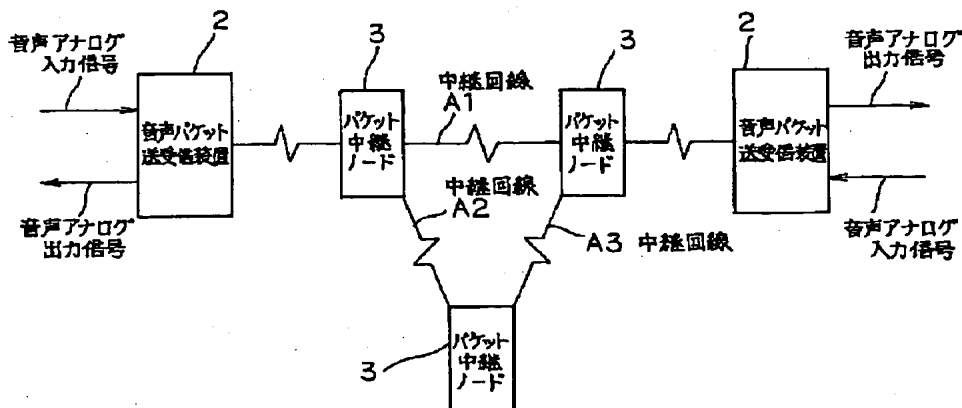 音声アナログ
入力信号
2
音声パケット
送受信装置
音声アナログ
出力信号
3
パケット
中継
ノード
中継回線
A1
中継回線
A2
3
パケット
中継
ノード
A3 中継回線
3
パケット
中継
ノード
2
音声パケット
送受信装置
音声アナログ
出力信号
音声アナログ
入力信号